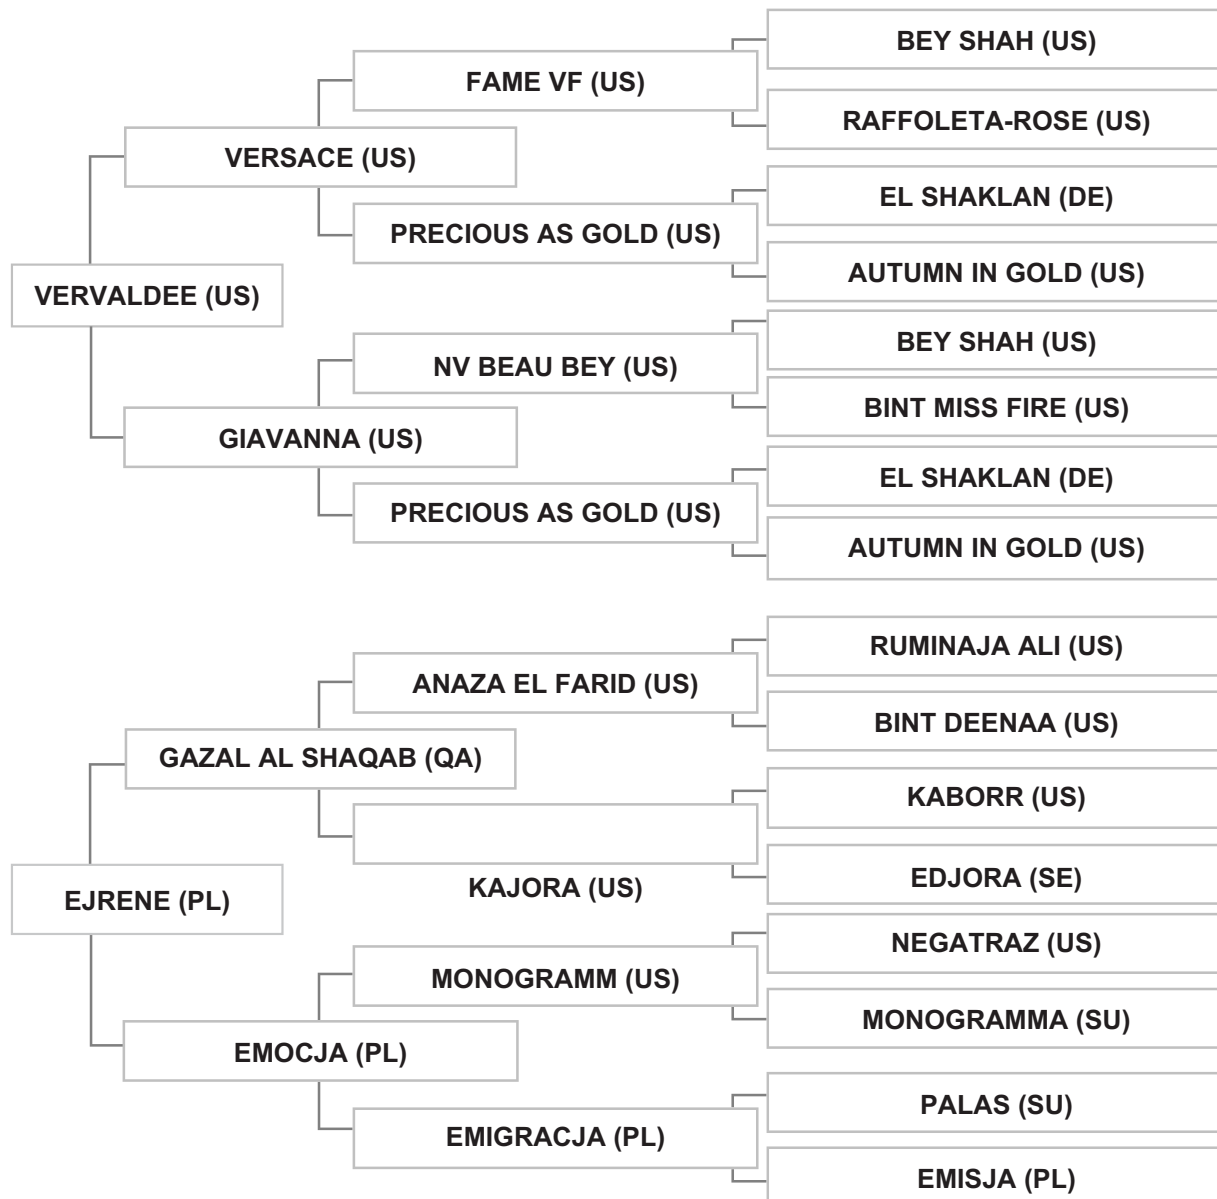 BEY SHAH (US)
FAME VF (US)
RAFFOLETA-ROSE (US)
VERSACE (US)
EL SHAKLAN (DE)
PRECIOUS AS GOLD (US)
AUTUMN IN GOLD (US)
VERVALDEE (US)
BEY SHAH (US)
NV BEAU BEY (US)
BINT MISS FIRE (US)
GIAVANNA (US)
EL SHAKLAN (DE)
PRECIOUS AS GOLD (US)
AUTUMN IN GOLD (US)
RUMINAJA ALI (US)
ANAZA EL FARID (US)
BINT DEENAA (US)
GAZAL AL SHAQAB (QA)
KABORR (US)
KAJORA (US)
EDJORA (SE)
EJRENE (PL)
NEGATRAZ (US)
MONOGRAMM (US)
MONOGRAMMA (SU)
EMOCJA (PL)
PALAS (SU)
EMIGRACJA (PL)
EMISJA (PL)